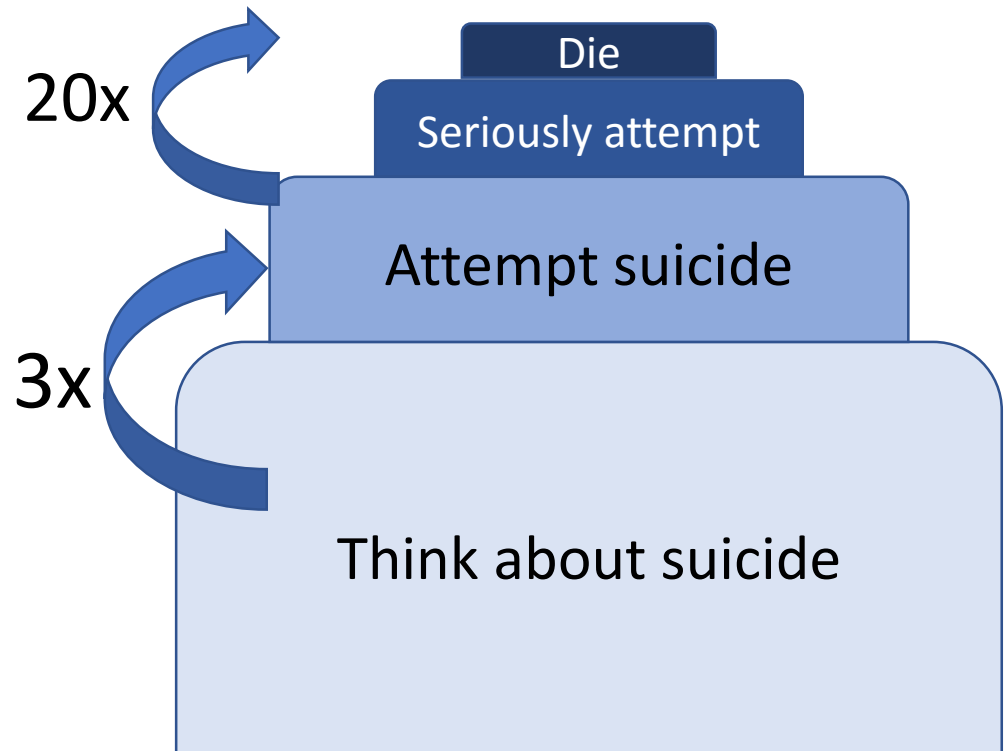 Die
20x
Seriously attempt
Attempt suicide
3x
Think about suicide